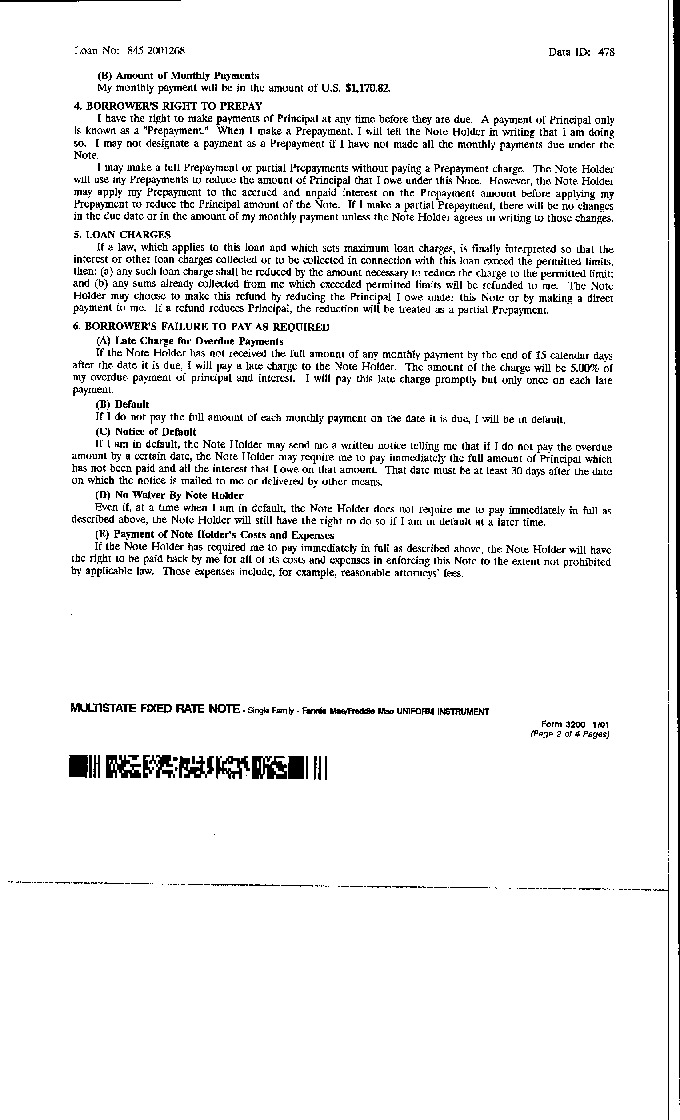 Loan No: 845 2001268
Data ID: 478
(B) Amount of Monthly Payments
My monthly payment will be in the amount of U.S. $1,170.82.
4. BORROWER'S RIGHT TO PREPAY
I have the right to make payments of Principal at any time before they are due. A payment of Principal only
is known as a "Prepayment." When I make a Prepayment, I will tell the Note Holder in writing that I am doing
so. I may not designate a payment as a Prepayment if I have not made all the monthly payments due under the
Note.
I may make a full Prepayment or partial Prepayments without paying a Prepayment charge. The Note Holder
will use my Prepayments to reduce the amount of Principal that I owe under this Note. However, the Note Holder
may apply my Prepayment to the accrued and unpaid interest on the Prepayment amount before applying my
Prepayment to reduce the Principal amount of the Note. If I make a partial Prepayment, there will be no changes
in the due date or in the amount of my monthly payment unless the Note Holder agrees in writing to those changes.
5. LOAN CHARGES
If a law, which applies to this loan and which sets maximum loan charges, is finally interpreted so that the
interest or other loan charges collected or to be collected in connection with this loan exceed the permitted limits,
then: (a) any such loan charge shall be reduced by the amount necessary to reduce the charge to the permitted limit;
and (b) any sums already collected from me which exceeded permitted limits will be refunded to me. The Note
Holder may choose to make this refund by reducing the Principal I owe under this Note or by making a direct
payment to me. If a refund reduces Principal, the reduction will be treated as a partial Prepayment.
6. BORROWER'S FAILURE TO PAY AS REQUIRED
(A) Late Charge for Overdue Payments
If the Note Holder has not received the full amount of any monthly payment by the end of 15 calendar days
after the date it is due, I will pay a late charge to the Note Holder. The amount of the charge will be 5.00% of
my overdue payment of principal and interest. I will pay this late charge promptly but only once on each late
payment.
(B) Default
If I do not pay the full amount of each monthly payment on the date it is due, I will be in default.
(C) Notice of Default
If I am in default, the Note Holder may send me a written notice telling me that if I do not pay the overdue
amount by a certain date, the Note Holder may require me to pay immediately the full amount of Principal which
has not been paid and all the interest that I owe on that amount. That date must be at least 30 days after the date
on which the notice is mailed to me or delivered by other means.
(D) No Waiver By Note Holder
Even if, at a time when I am in default, the Note Holder does not require me to pay immediately in full as
described above, the Note Holder will still have the right to do so if I am in default at a later time.
(E) Payment of Note Holder's Costs and Expenses
If the Note Holder has required me to pay immediately in full as described above, the Note Holder will have
the right to be paid back by me for all of its costs and expenses in enforcing this Note to the extent not prohibited
by applicable law. Those expenses include, for example, reasonable attorneys' fees.
MULTISTATE FIXED RATE NOTE - Single Family - Fannie Mae/Freddie Mac UNIFORM INSTRUMENT
Form 3200 1/01
(Page 2 of 4 Pages)